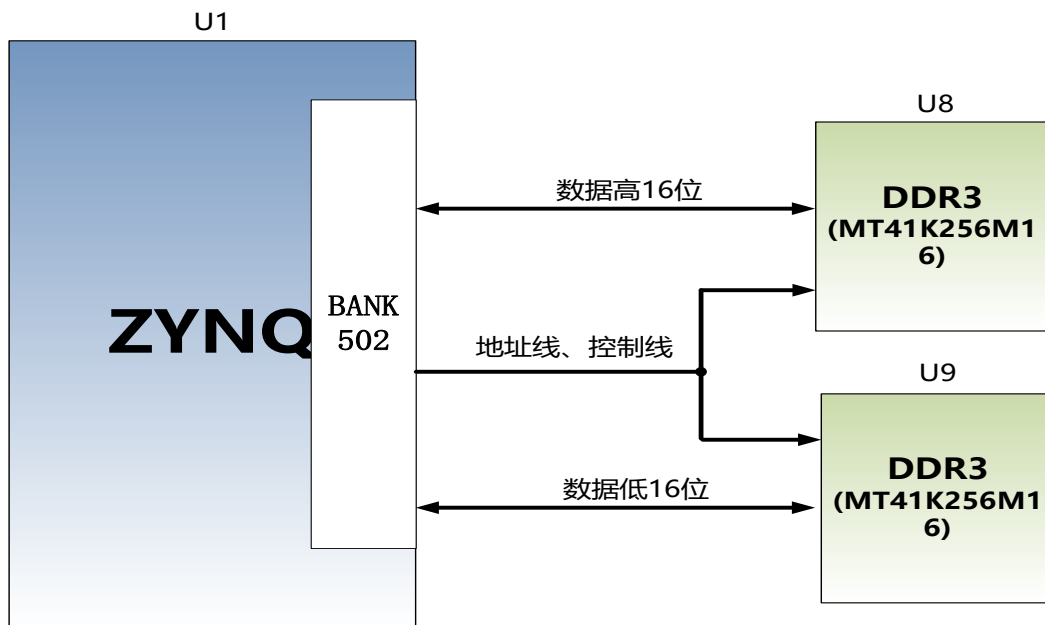 U1
U8
数据高16位
DDR3
(MT41K256M1
6)
ZYNQ
BANK
502
地址线、控制线
U9
数据低16位
DDR3
(MT41K256M1
6)